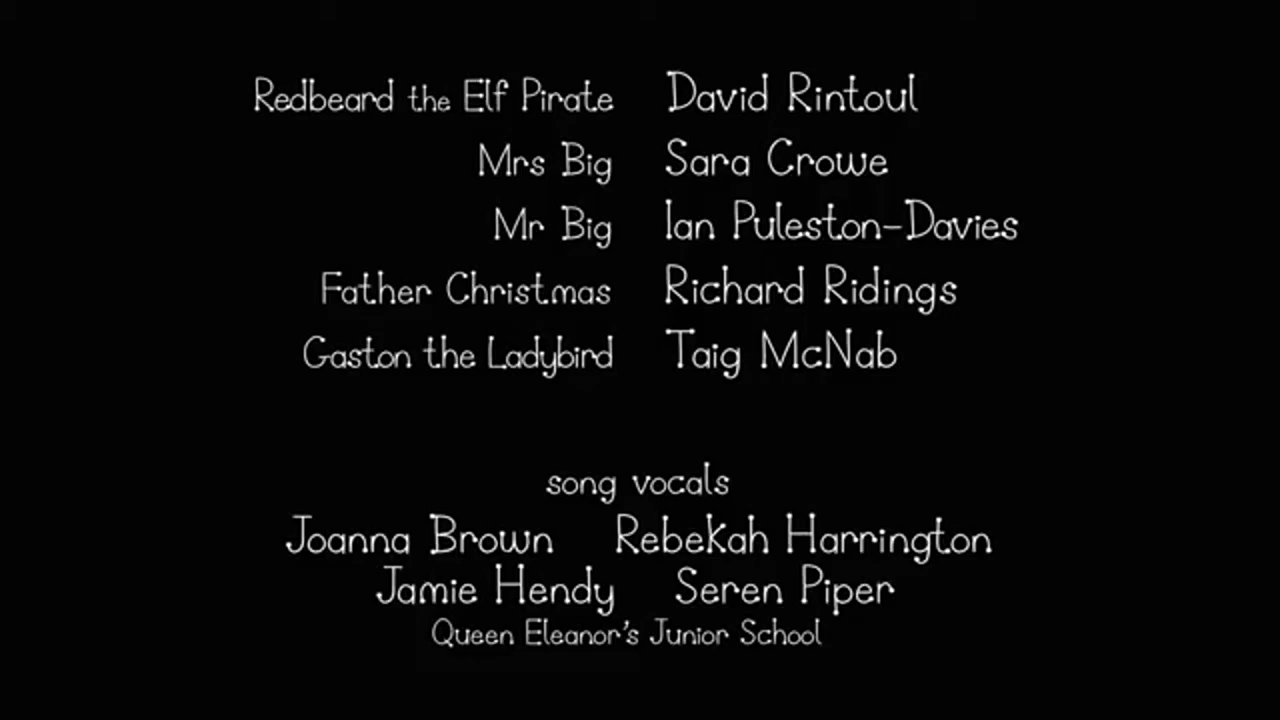 Redbeard the Elf Pirate David Rintoul
Mrs Big Sara Crowe
Mr Big Ian Puleston-Davies
Father Christmas Richard Ridings
Gaston the Ladybird Taig McNab
song vocals
Joanna Brown Rebekah Harrington
Jamie Hendy Seren Piper
Queen Eleanor's Junior School